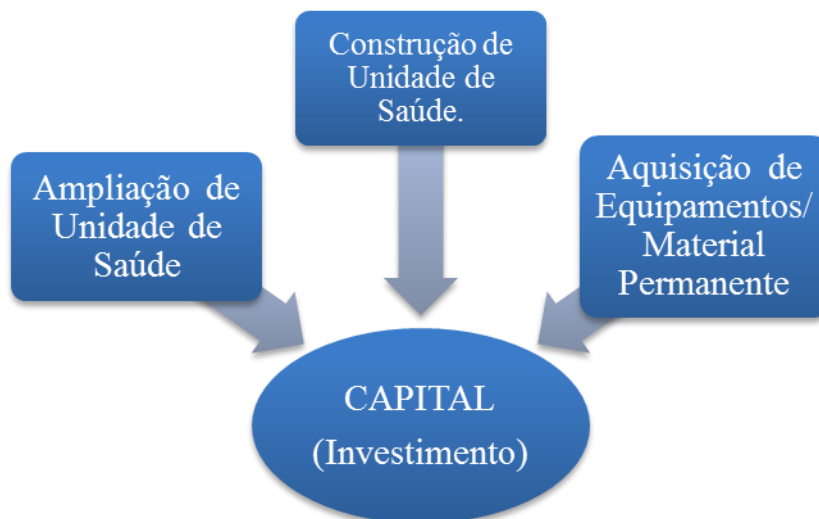 Construção de
Unidade de
Saúde.
Ampliação de
Unidade de
Saúde
Aquisição de
Equipamentos/
Material
Permanente
CAPITAL
(Investimento)